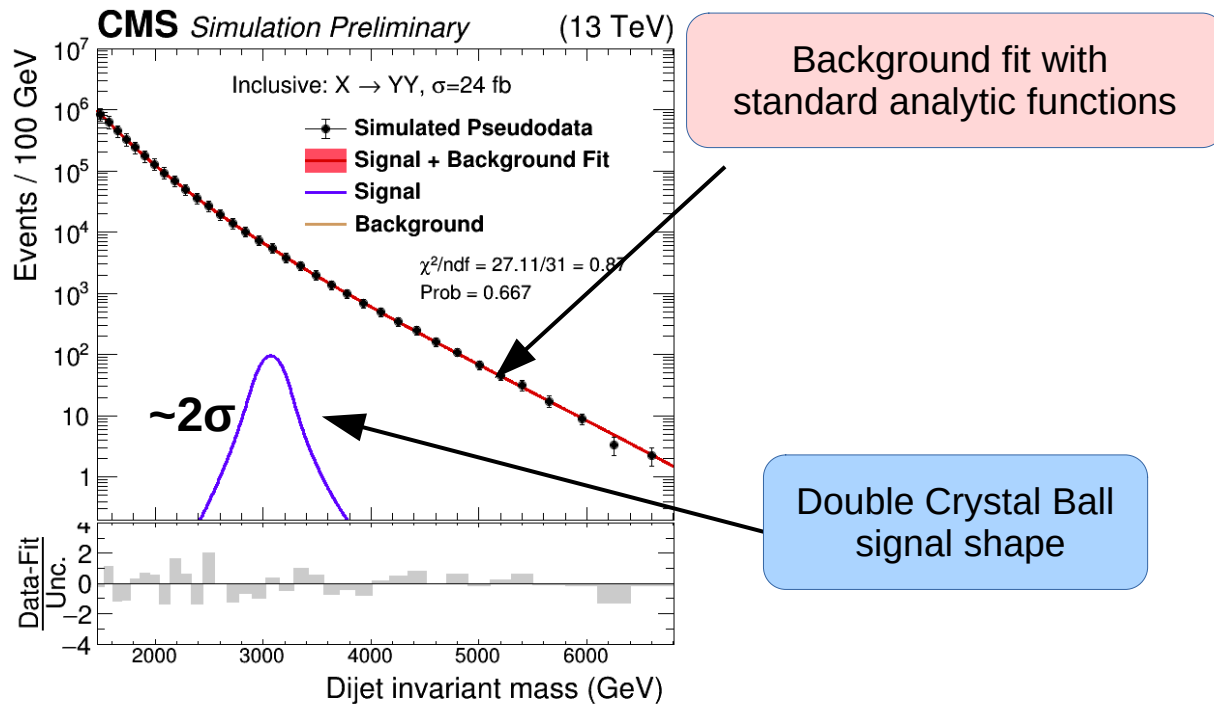 CMS Simulation Preliminary (13 TeV)
Background fit with
standard analytic functions
Events / 100 GeV
10⁷
10⁶
10⁵
10⁴
10³
10²
10
1
Inclusive: X → YY, σ=24 fb
Simulated Pseudodata
Signal + Background Fit
Signal
Background
χ²/ndf = 27.11/31 = 0.87
Prob = 0.667
~2σ
Double Crystal Ball
signal shape
Data-Fit
Unc.
4
2
0
−2
−4
2000 3000 4000 5000 6000
Dijet invariant mass (GeV)